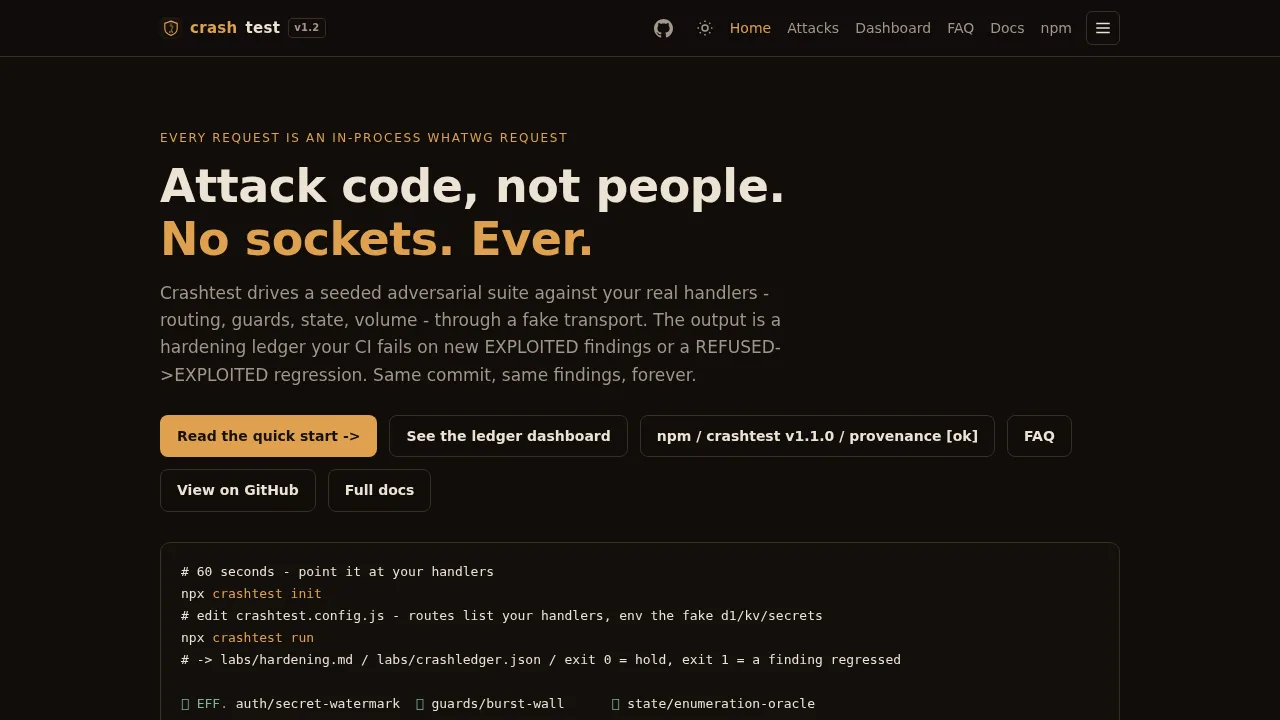 crash test v1.2
Home Attacks Dashboard FAQ Docs npm
EVERY REQUEST IS AN IN-PROCESS WHATWG REQUEST
Attack code, not people.
No sockets. Ever.
Crashtest drives a seeded adversarial suite against your real handlers -
routing, guards, state, volume - through a fake transport. The output is a
hardening ledger your CI fails on new EXPLOITED findings or a REFUSED-
>EXPLOITED regression. Same commit, same findings, forever.
Read the quick start -> See the ledger dashboard npm / crashtest v1.1.0 / provenance [ok] FAQ
View on GitHub Full docs
# 60 seconds - point it at your handlers
npx crashtest init
# edit crashtest.config.js - routes list your handlers, env the fake d1/kv/secrets
npx crashtest run
# -> labs/hardening.md / labs/crashledger.json / exit 0 = hold, exit 1 = a finding regressed
EFF. auth/secret-watermark guards/burst-wall state/enumeration-oracle